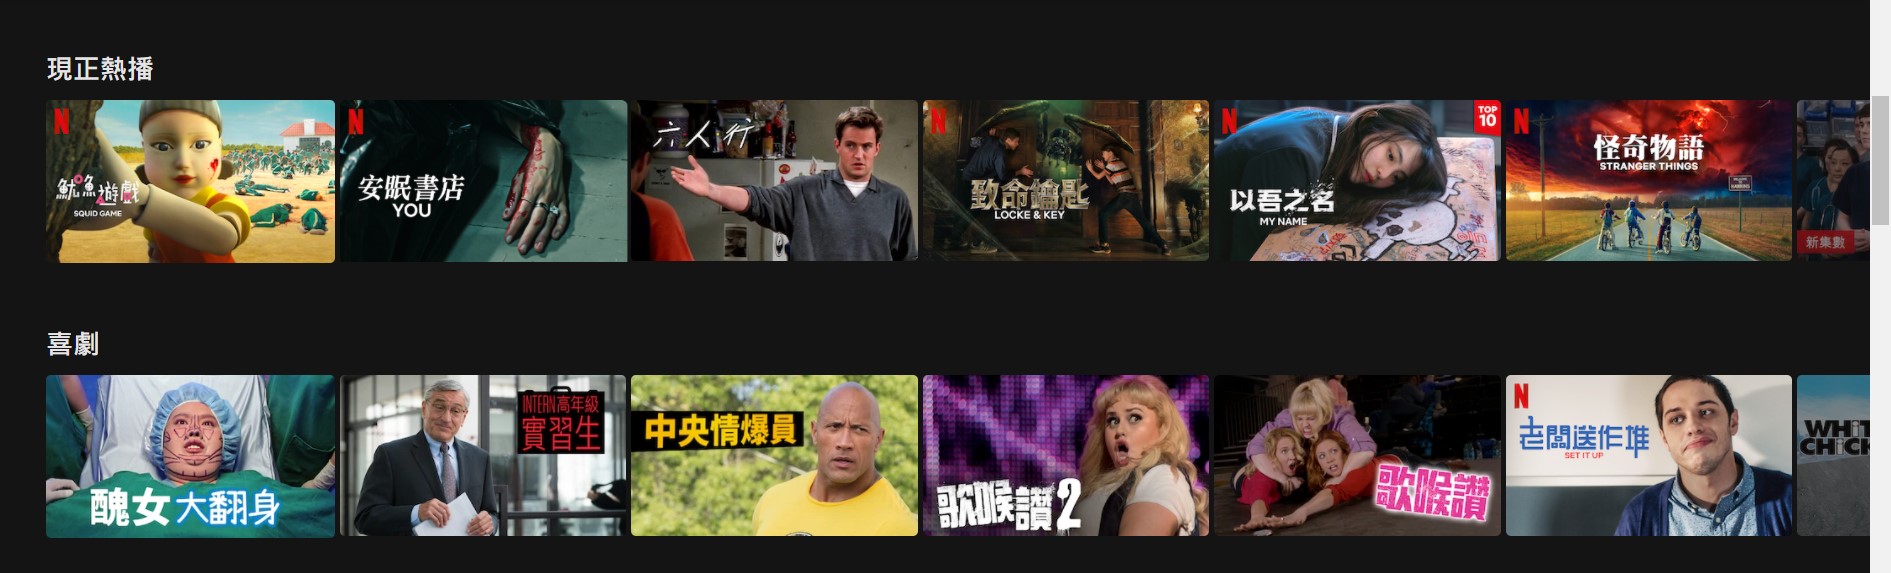 現正熱播
N
魷魚遊戲
SQUID GAME
N
安眠書店
YOU
六人行
N
致命鑰匙
LOCKE & KEY
N
TOP
10
以吾之名
MY NAME
N
怪奇物語
STRANGER THINGS
新集數
喜劇
醜女大翻身
INTERN高年級
實習生
中央情爆員
歌喉讚2
歌喉讚
N
老闆送作堆
SET IT UP
WHIT
CHICK